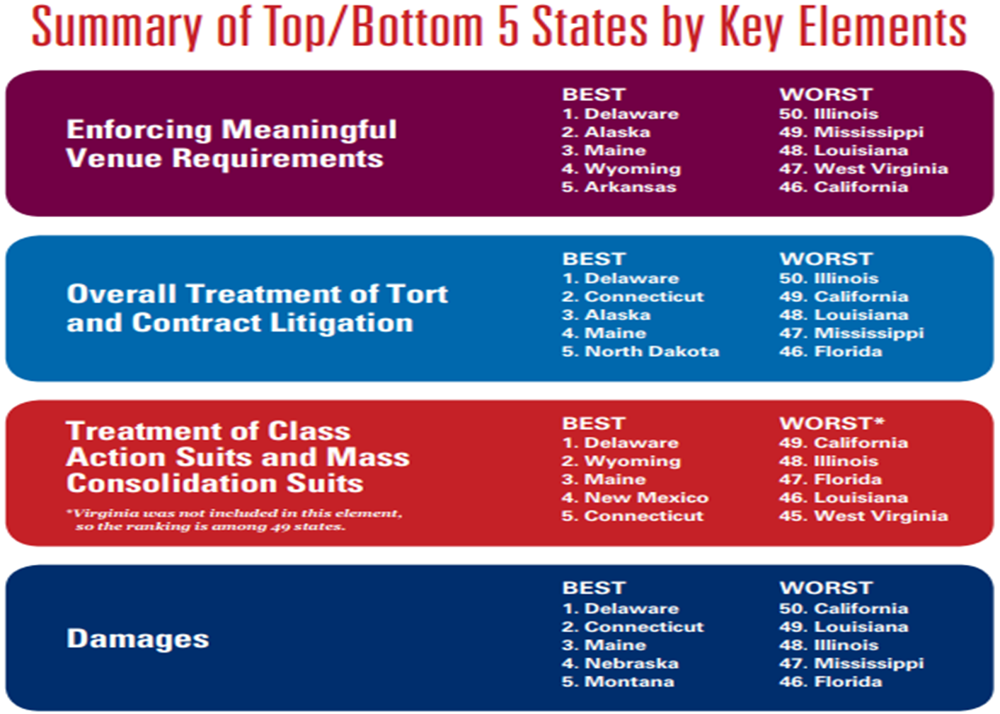 Summary of Top/Bottom 5 States by Key Elements
Enforcing Meaningful
Venue Requirements
BEST
1. Delaware
2. Alaska
3. Maine
4. Wyoming
5. Arkansas
WORST
50. Illinois
49. Mississippi
48. Louisiana
47. West Virginia
46. California
Overall Treatment of Tort
and Contract Litigation
BEST
1. Delaware
2. Connecticut
3. Alaska
4. Maine
5. North Dakota
WORST
50. Illinois
49. California
48. Louisiana
47. Mississippi
46. Florida
Treatment of Class
Action Suits and Mass
Consolidation Suits
*Virginia was not included in this element,
so the ranking is among 49 states.
BEST
1. Delaware
2. Wyoming
3. Maine
4. New Mexico
5. Connecticut
WORST*
49. California
48. Illinois
47. Florida
46. Louisiana
45. West Virginia
Damages
BEST
1. Delaware
2. Connecticut
3. Maine
4. Nebraska
5. Montana
WORST
50. California
49. Louisiana
48. Illinois
47. Mississippi
46. Florida